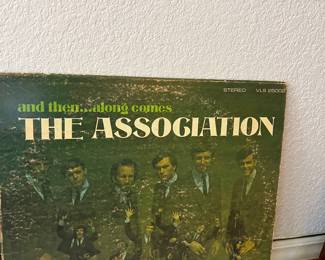 and then...along comes
STEREO VLS 25002
THE ASSOCIATION